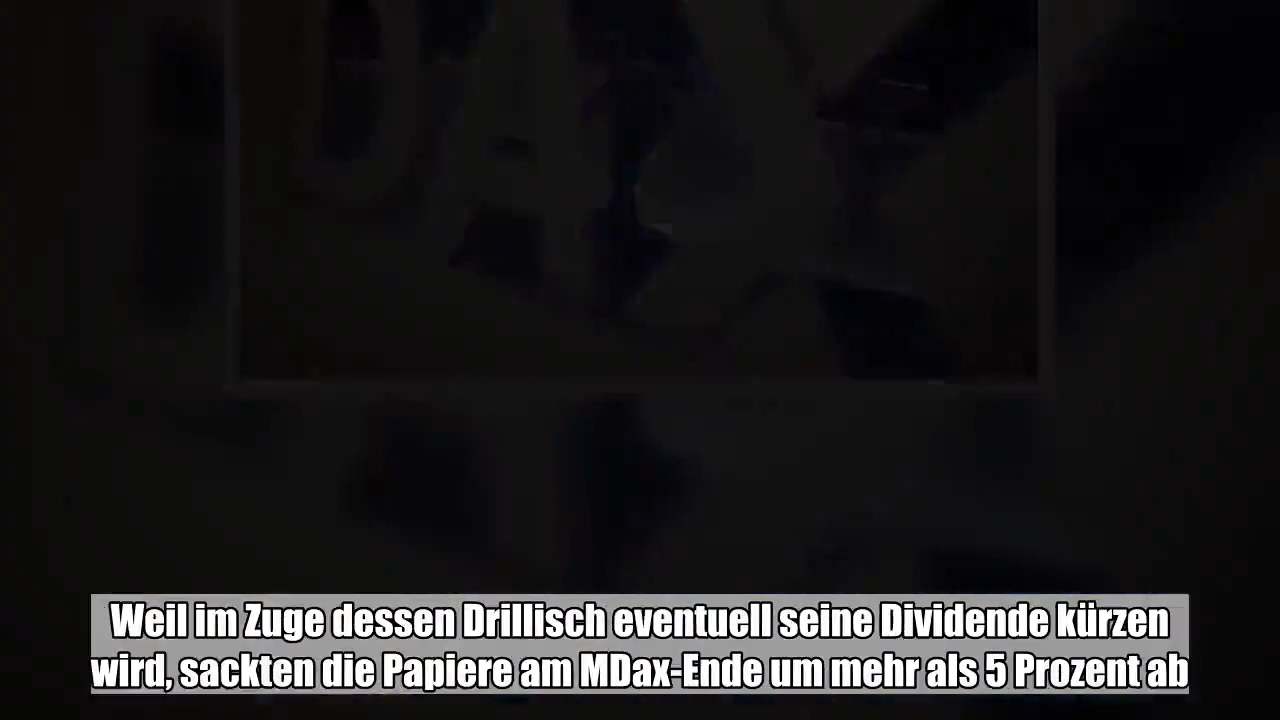 DAX
Weil im Zuge dessen Drillisch eventuell seine Dividende kürzen
wird, sackten die Papiere am MDax-Ende um mehr als 5 Prozent ab